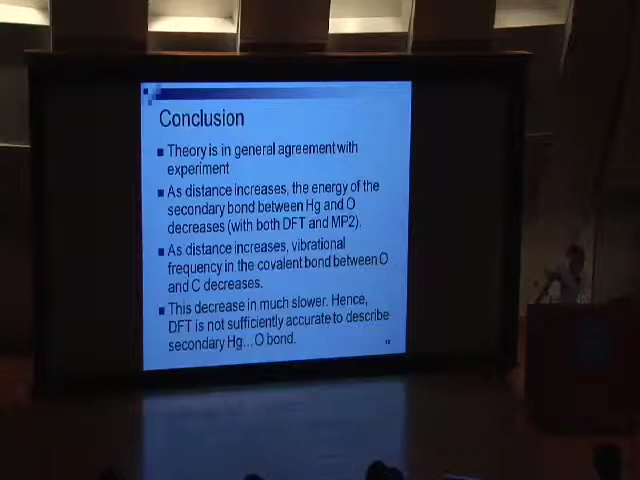 Conclusion
Theory is in general agreement with
experiment
As distance increases, the energy of the
secondary bond between Hg and O
decreases (with both DFT and MP2).
As distance increases, vibrational
frequency in the covalent bond between O
and C decreases.
This decrease in much slower. Hence,
DFT is not sufficiently accurate to describe
secondary Hg...O bond.